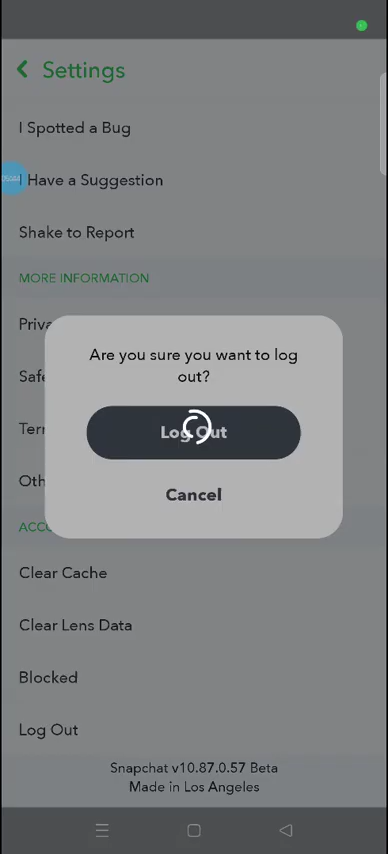 Settings
I Spotted a Bug
I Have a Suggestion
Shake to Report
MORE INFORMATION
Are you sure you want to log
out?
Log Out
Cancel
Clear Cache
Clear Lens Data
Blocked
Log Out
Snapchat v10.87.0.57 Beta
Made in Los Angeles